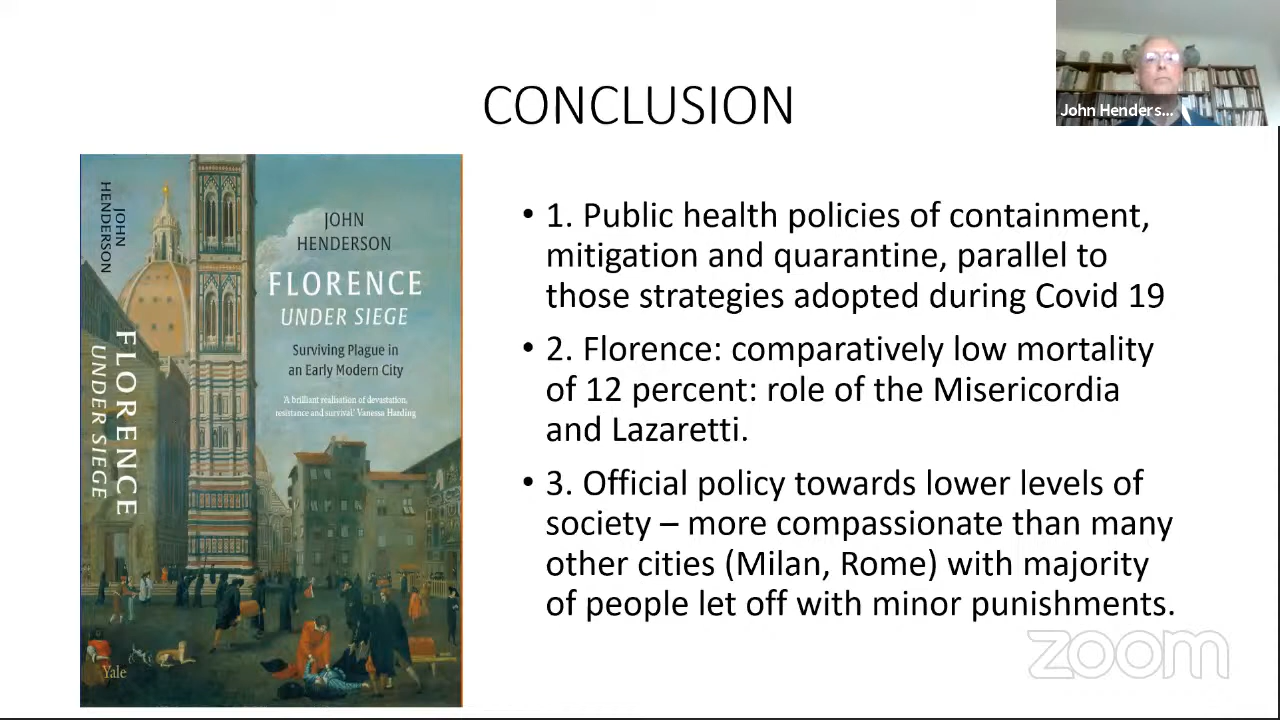 CONCLUSION
John Henders...
JOHN
HENDERSON
FLORENCE
UNDER SIEGE
JOHN
HENDERSON
FLORENCE
UNDER SIEGE
Surviving Plague in
an Early Modern City
'A brilliant realisation of devastation,
resistance and survival.' Vanessa Harding
Yale
• 1. Public health policies of containment,
mitigation and quarantine, parallel to
those strategies adopted during Covid 19
• 2. Florence: comparatively low mortality
of 12 percent: role of the Misericordia
and Lazaretti.
• 3. Official policy towards lower levels of
society – more compassionate than many
other cities (Milan, Rome) with majority
of people let off with minor punishments.
zoom